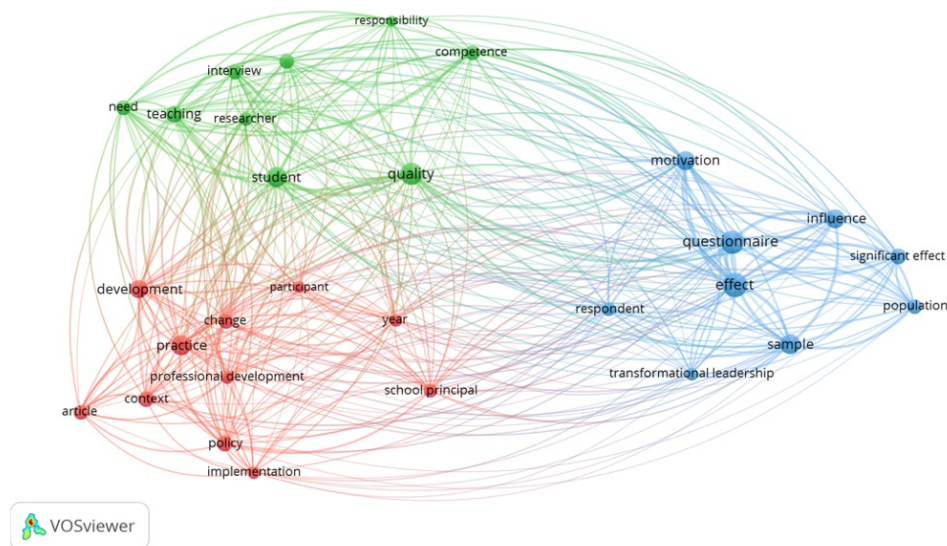 responsibility
competence
interview
need
teaching
researcher
student
quality
motivation
influence
questionnaire
significant effect
effect
population
respondent
sample
transformational leadership
development
participant
change
year
practice
professional development
school principal
context
article
policy
implementation
VOSviewer